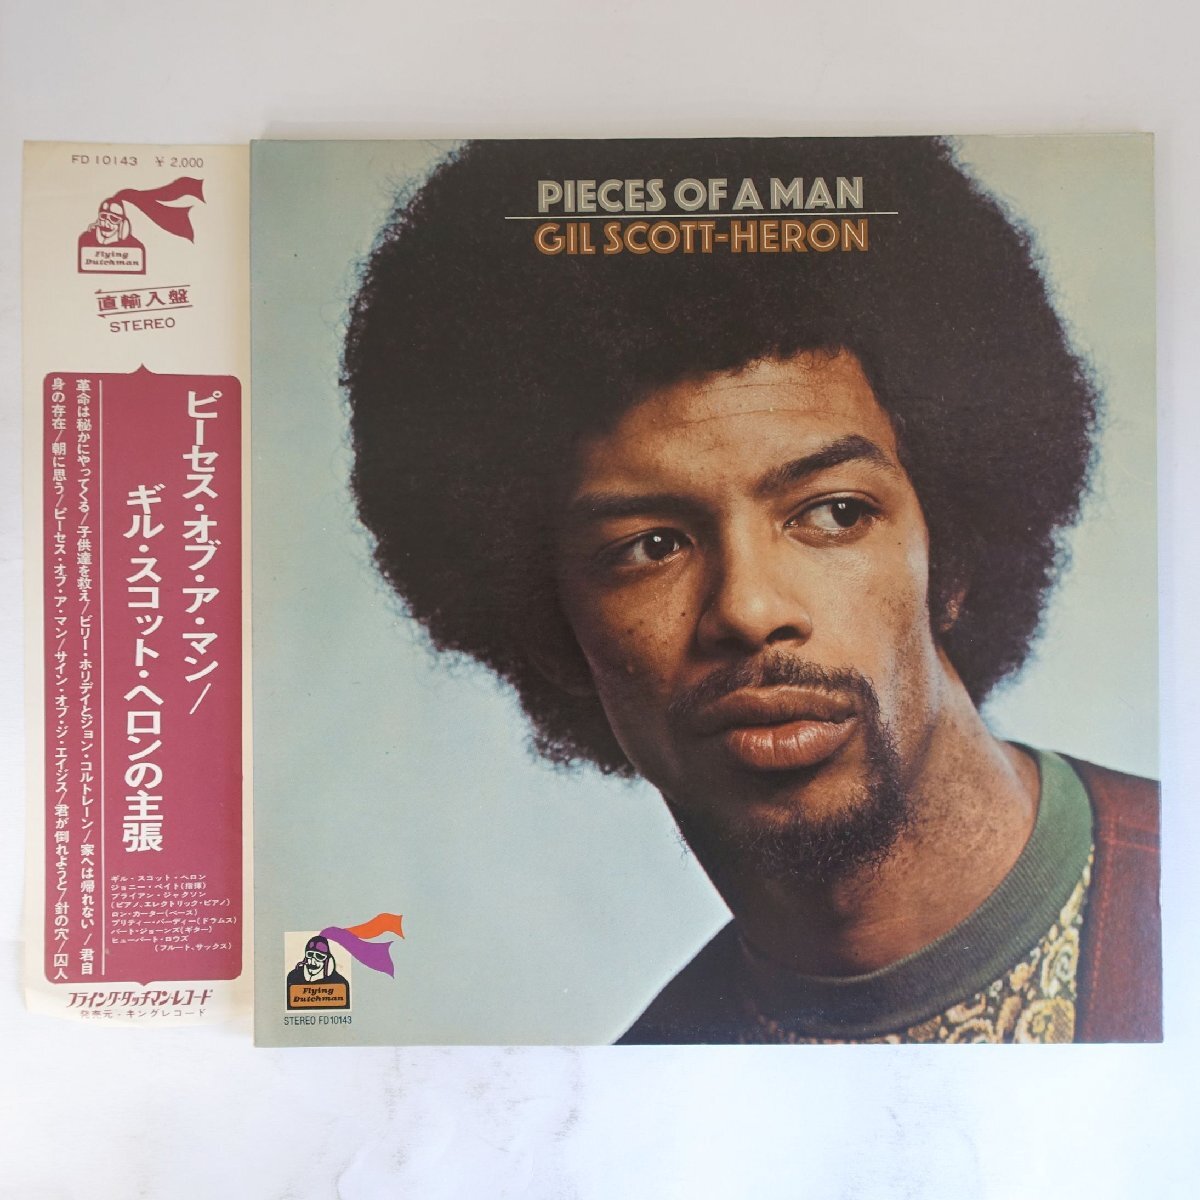 FD 10143 ¥ 2,000
Flying
Dutchman
直輸入盤
STEREO
ピーセス・オブ・ア・マン/
ギル・スコット・ヘロンの主張
革命は秘かにやってくる/子供達を救え/ビリー・ホリデイとジョン・コルトレーン/家へは帰れない/君自
身の存在/朝に思う/ピーセス・オブ・ア・マン/サイン・オブ・ジ・エイジス/君が倒れようと/針の穴/囚人
ギル・スコット・ヘロン
ジョニー・ペイト(指揮)
ブライアン・ジャクソン
(ピアノ、エレクトリック・ピアノ)
ロン・カーター(ベース)
プリティー・パーディー(ドラムス)
バート・ジョーンズ(ギター)
ヒューバート・ロウズ
(フルート、サックス)
フライング・ダッチマン・レコード
発売元・キングレコード
PIECES OF A MAN
GIL SCOTT-HERON
Flying
Dutchman
STEREO FD 10143